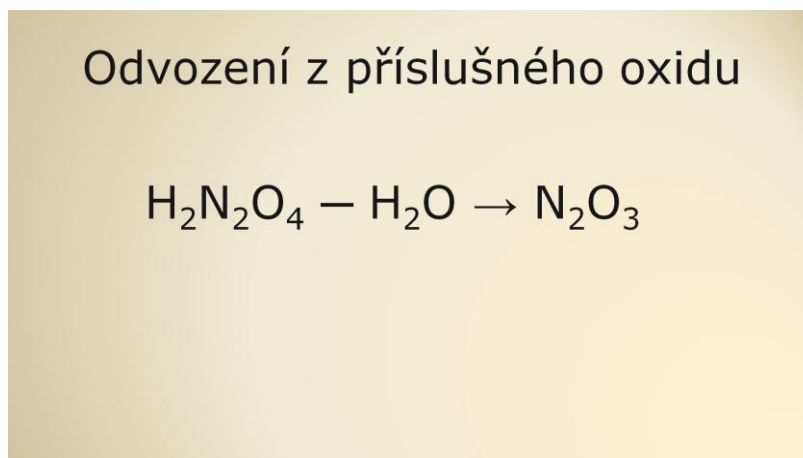 Odvození z příslušného oxidu
H₂N₂O₄ − H₂O → N₂O₃